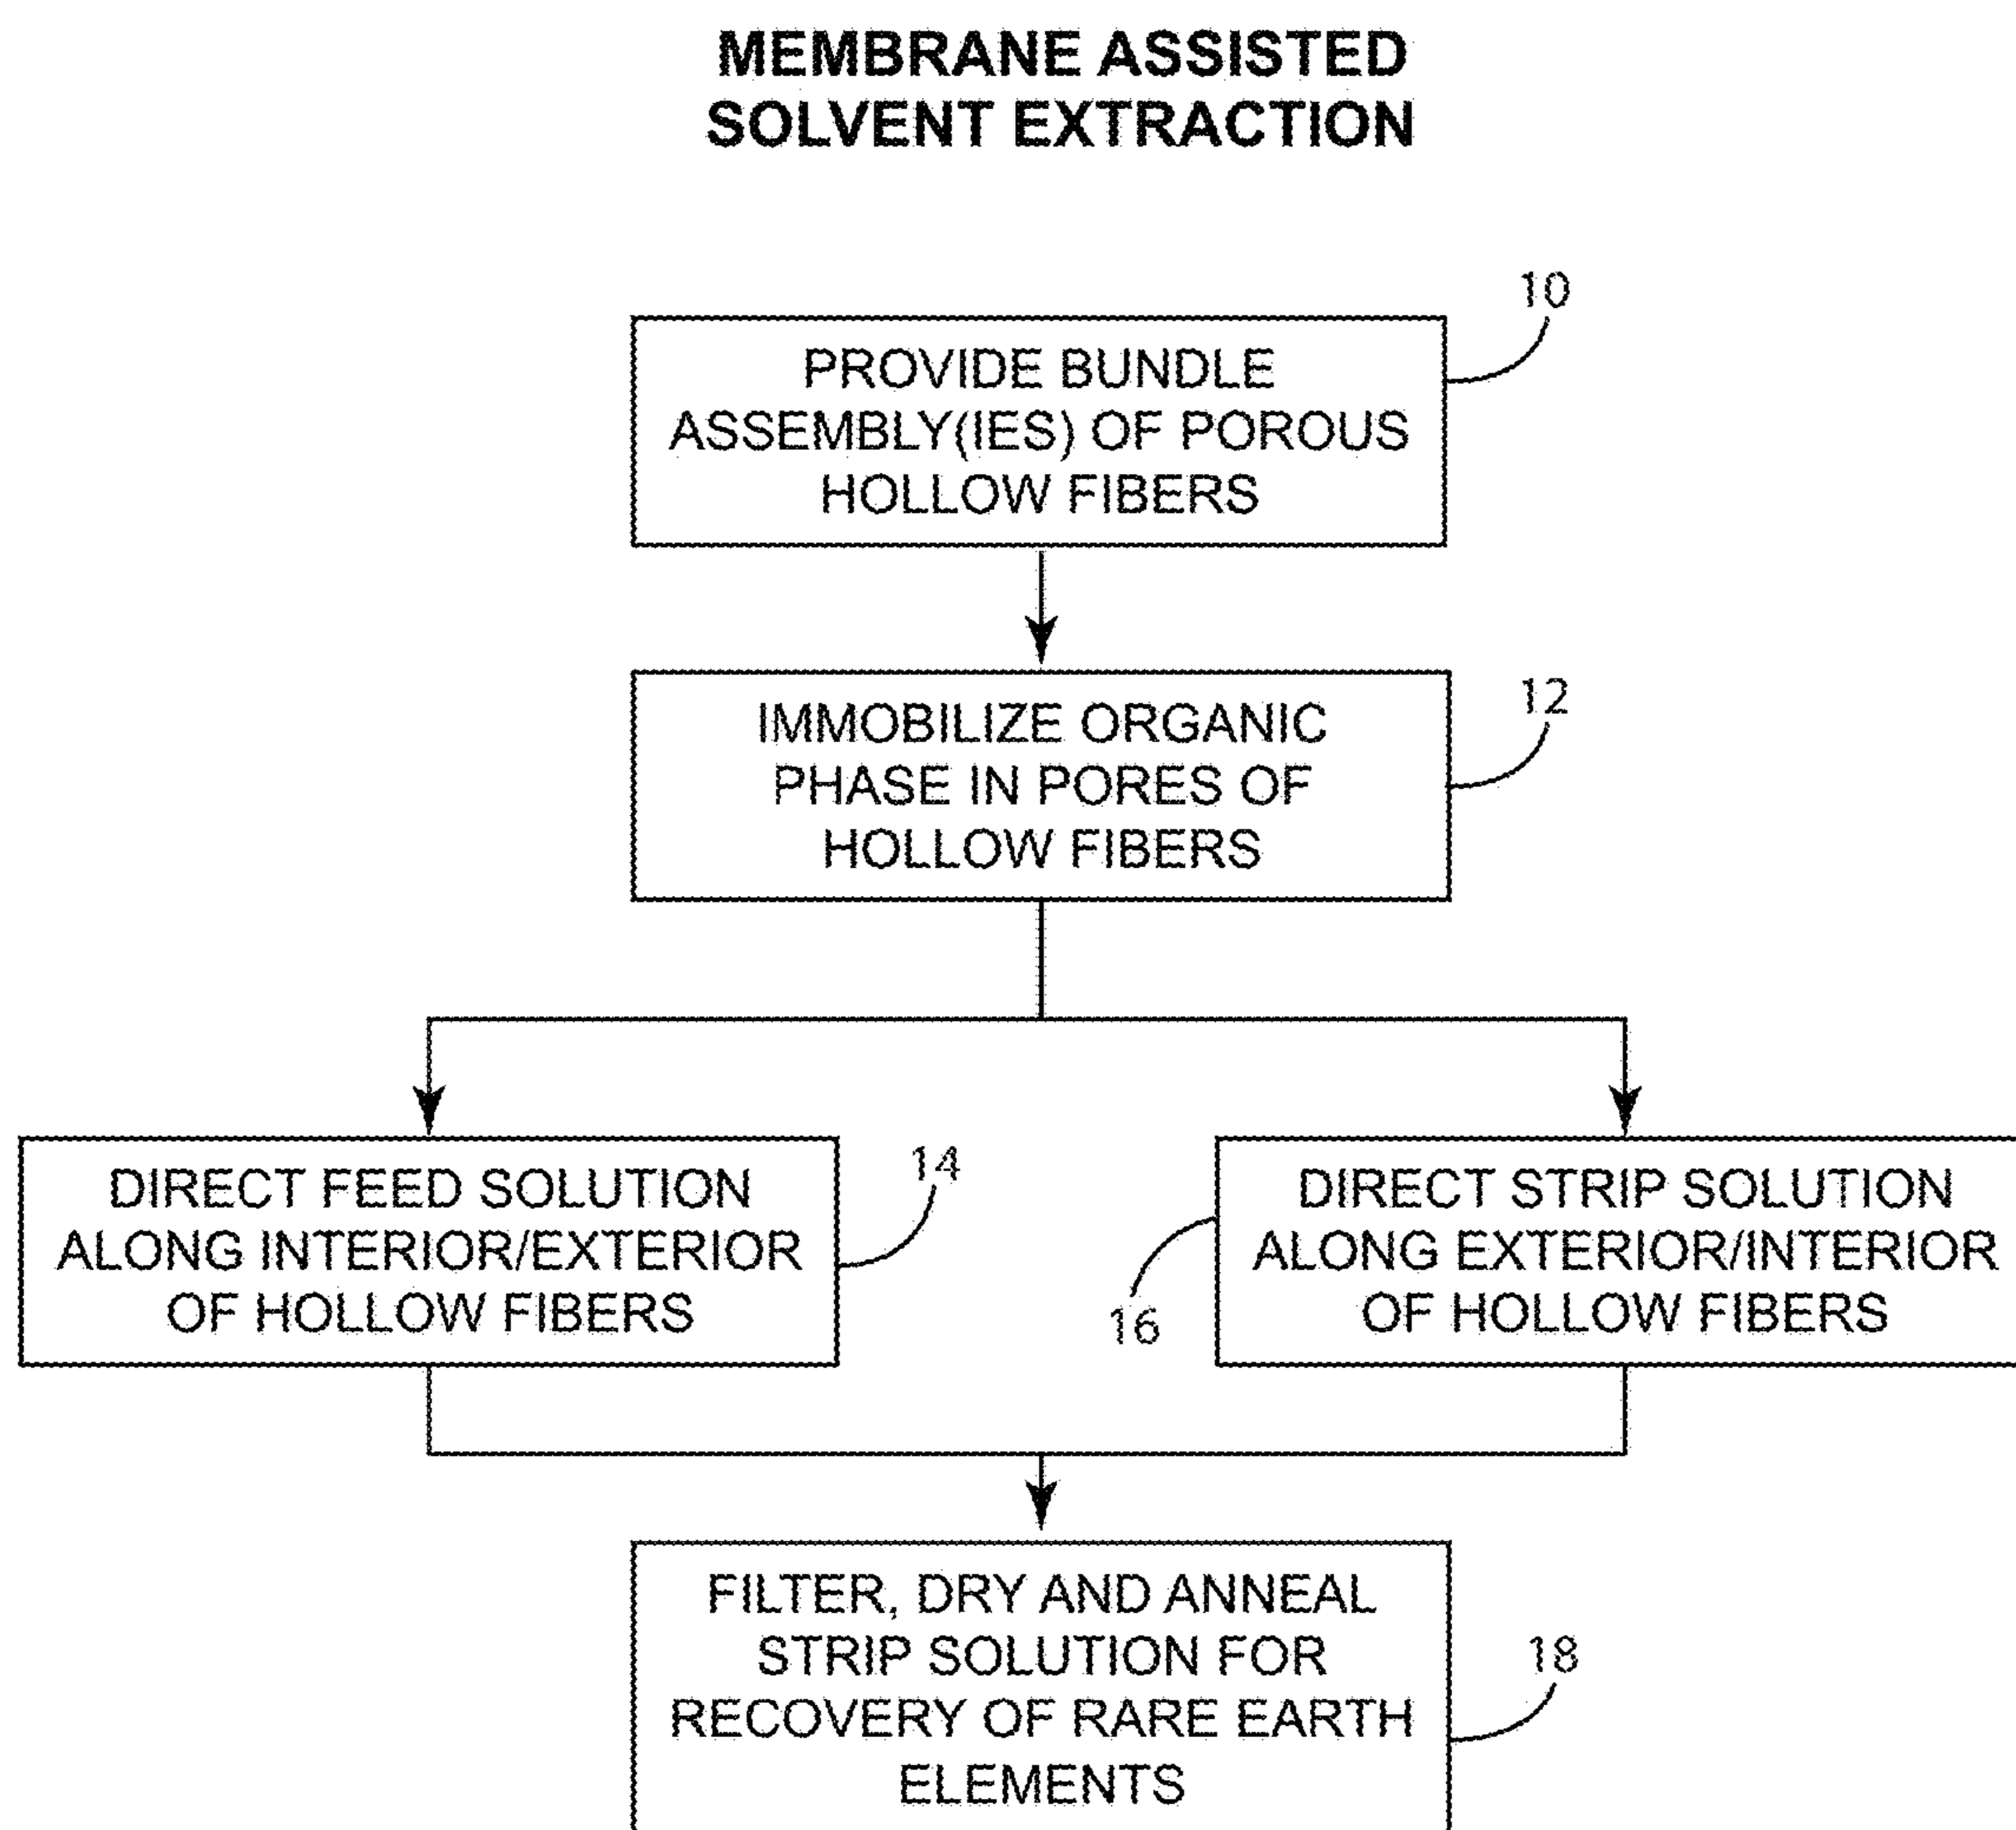 MEMBRANE ASSISTED
SOLVENT EXTRACTION
10
PROVIDE BUNDLE
ASSEMBLY(IES) OF POROUS
HOLLOW FIBERS
12
IMMOBILIZE ORGANIC
PHASE IN PORES OF
HOLLOW FIBERS
14
DIRECT FEED SOLUTION
ALONG INTERIOR/EXTERIOR
OF HOLLOW FIBERS
DIRECT STRIP SOLUTION
ALONG EXTERIOR/INTERIOR
OF HOLLOW FIBERS
16
FILTER, DRY AND ANNEAL
STRIP SOLUTION FOR
RECOVERY OF RARE EARTH
ELEMENTS
18